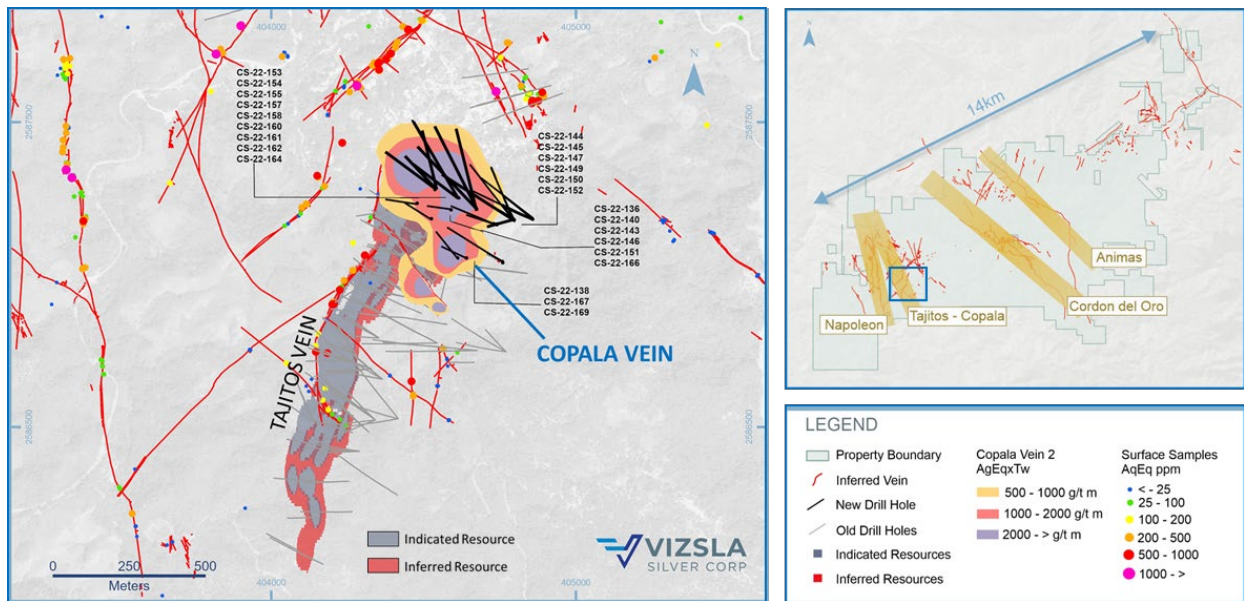 404000
405000
N
CS-22-153
CS-22-154
CS-22-155
CS-22-157
CS-22-158
CS-22-160
CS-22-161
CS-22-162
CS-22-164
2587500
2587500
CS-22-144
CS-22-145
CS-22-147
CS-22-149
CS-22-150
CS-22-152
CS-22-136
CS-22-140
CS-22-143
CS-22-146
CS-22-151
CS-22-166
CS-22-138
CS-22-167
CS-22-169
COPALA VEIN
TAJITOS VEIN
2586500
2586500
Indicated Resource
Inferred Resource
VIZSLA
SILVER CORP
0 250 500
Meters
404000
405000
N
14km
Animas
Cordon del Oro
Napoleon
Tajitos - Copala
LEGEND
Property Boundary
Inferred Vein
New Drill Hole
Old Drill Holes
Indicated Resources
Inferred Resources
Copala Vein 2
AgEqxTw
500 - 1000 g/t m
1000 - 2000 g/t m
2000 - > g/t m
Surface Samples
AqEq ppm
< - 25
25 - 100
100 - 200
200 - 500
500 - 1000
1000 - >